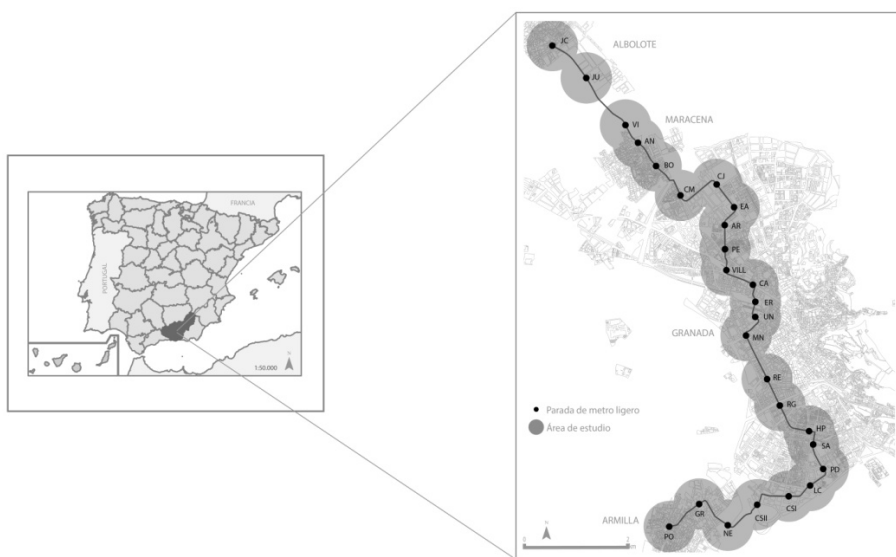 FRANCIA
PORTUGAL
1:50.000
N
JC
ALBOLOTE
JU
MARACENA
VI
AN
BO
CJ
CM
EA
AR
PE
VILL
CA
ER
UN
GRANADA
MN
RE
RG
Parada de metro ligero
HP
Área de estudio
SA
PD
LC
CSI
GR
CSII
ARMILLA
NE
PO
N
0
2